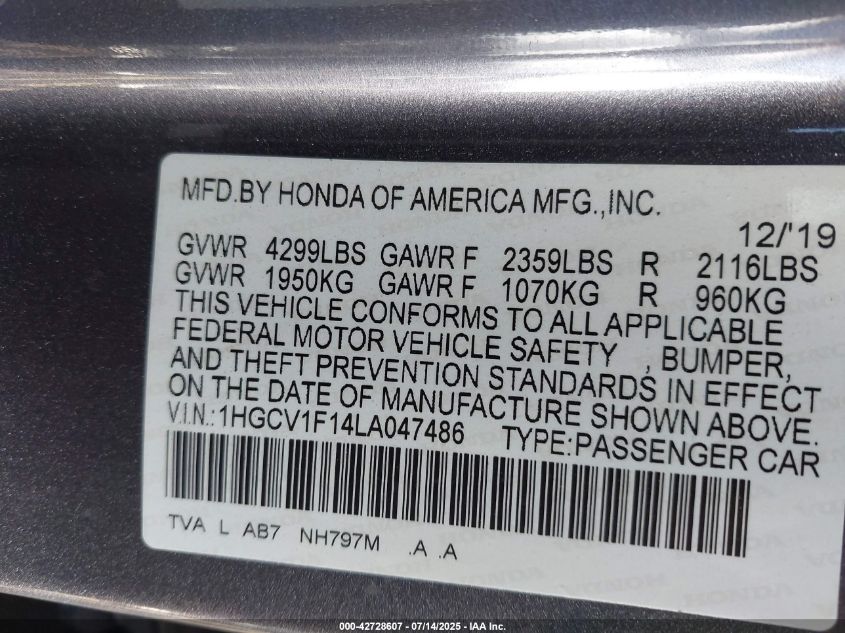 MFD.BY HONDA OF AMERICA MFG.,INC.
12/'19
GVWR 4299LBS GAWR F 2359LBS R 2116LBS
GVWR 1950KG GAWR F 1070KG R 960KG
THIS VEHICLE CONFORMS TO ALL APPLICABLE
FEDERAL MOTOR VEHICLE SAFETY , BUMPER,
AND THEFT PREVENTION STANDARDS IN EFFECT
ON THE DATE OF MANUFACTURE SHOWN ABOVE.
V.I.N.:1HGCV1F14LA047486 TYPE:PASSENGER CAR
TVA L AB7 NH797M .A .A
000-42728607 - 07/14/2025 - IAA Inc.